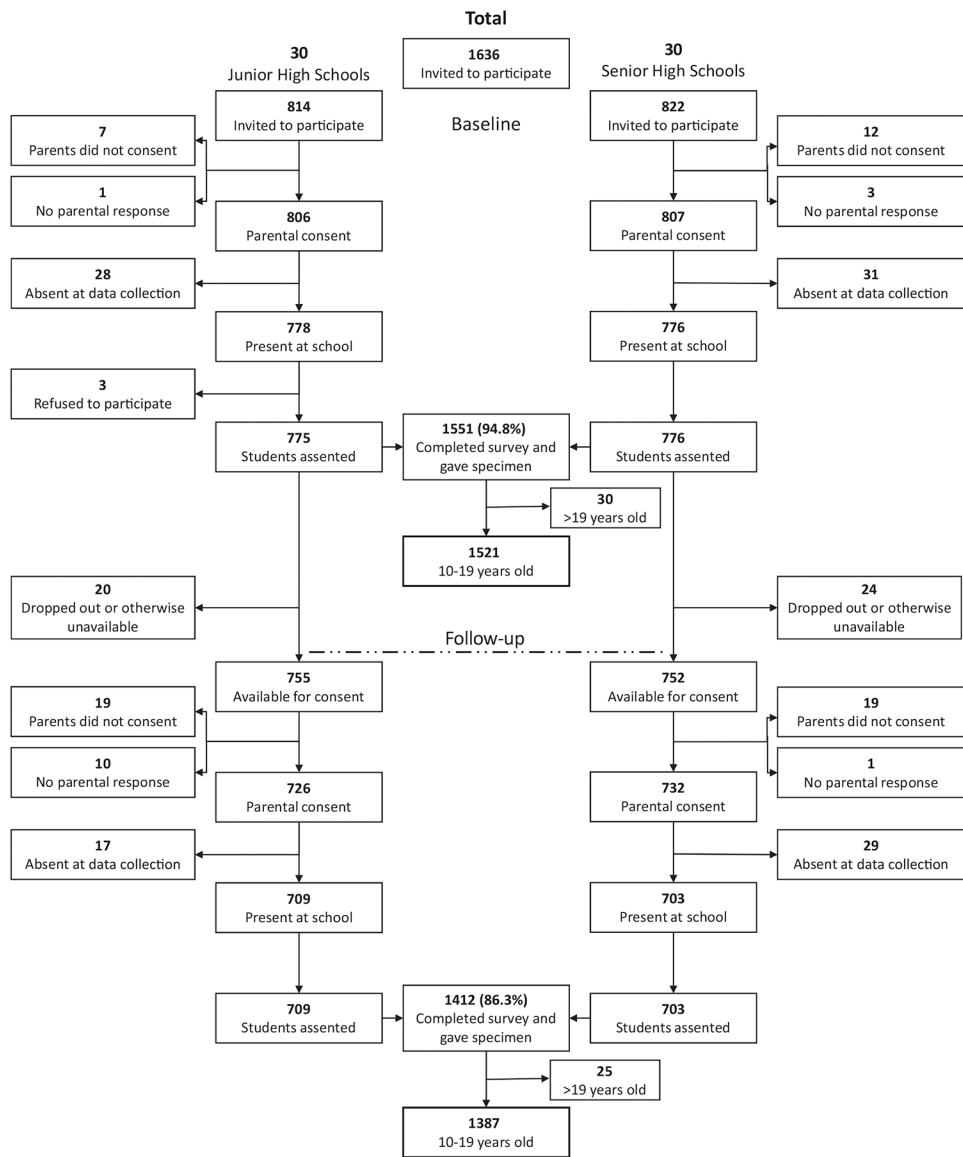 Total
30
Junior High Schools
1636
Invited to participate
30
Senior High Schools
814
Invited to participate
Baseline
822
Invited to participate
7
Parents did not consent
12
Parents did not consent
1
No parental response
3
No parental response
806
Parental consent
807
Parental consent
28
Absent at data collection
31
Absent at data collection
778
Present at school
776
Present at school
3
Refused to participate
775
Students assented
1551 (94.8%)
Completed survey and
gave specimen
776
Students assented
30
>19 years old
1521
10-19 years old
20
Dropped out or otherwise
unavailable
24
Dropped out or otherwise
unavailable
Follow-up
755
Available for consent
752
Available for consent
19
Parents did not consent
19
Parents did not consent
10
No parental response
1
No parental response
726
Parental consent
732
Parental consent
17
Absent at data collection
29
Absent at data collection
709
Present at school
703
Present at school
709
Students assented
1412 (86.3%)
Completed survey and
gave specimen
703
Students assented
25
>19 years old
1387
10-19 years old